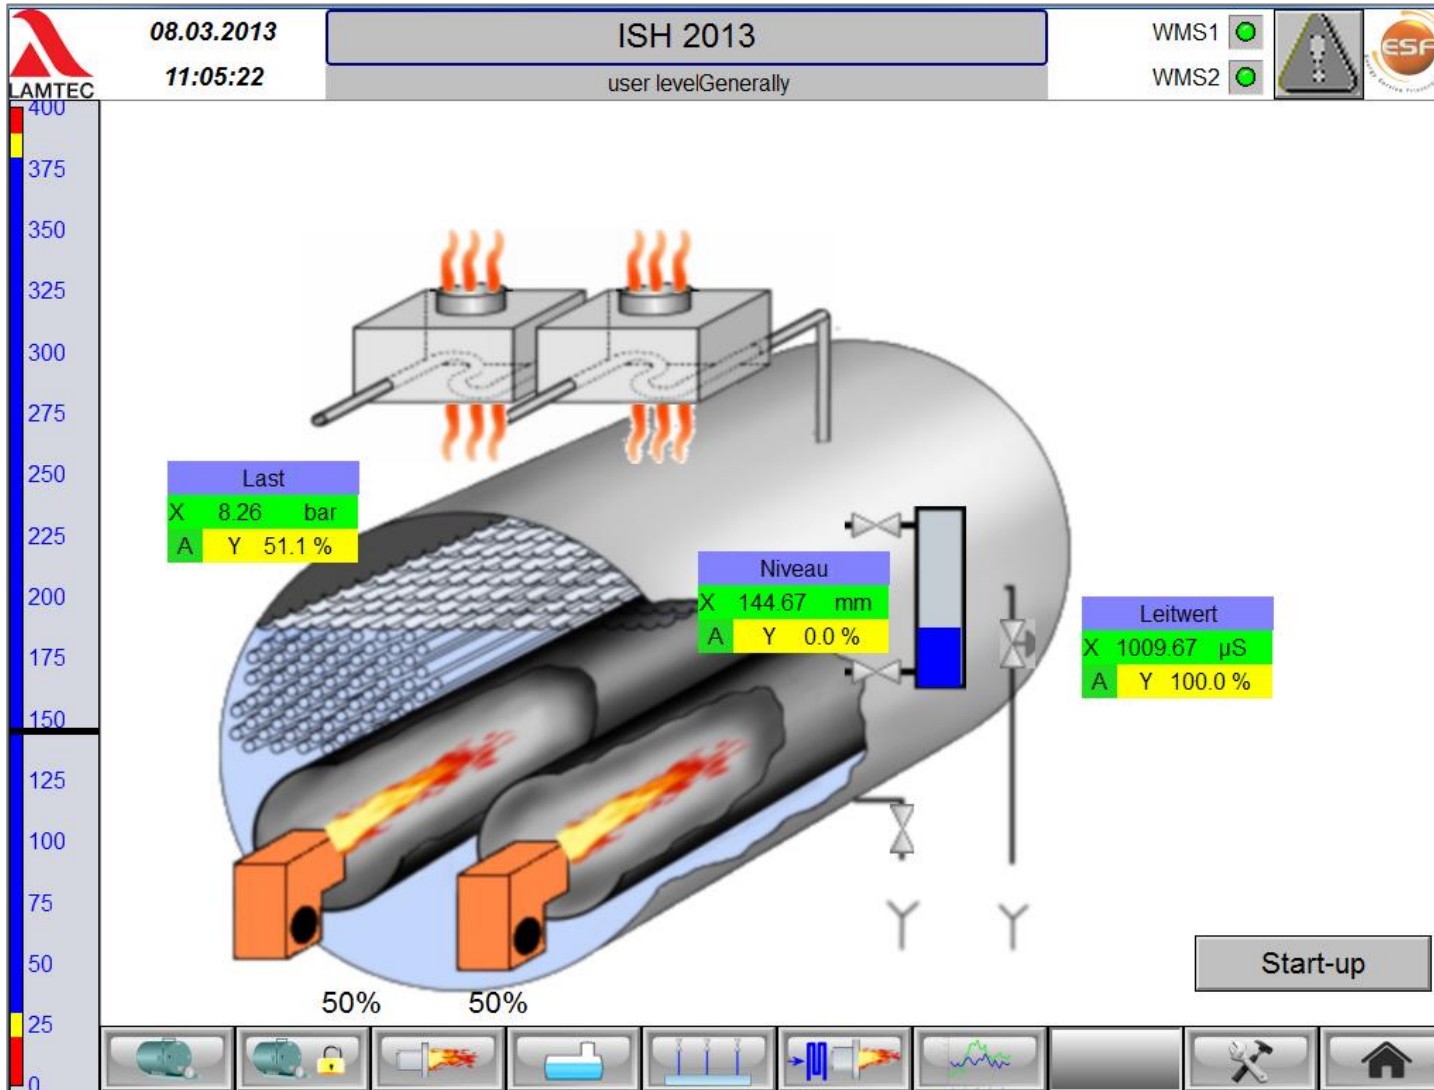 LAMTEC
08.03.2013
11:05:22
ISH 2013
user levelGenerally
WMS1
WMS2
ESF
400
375
350
325
300
275
250
225
200
175
150
125
100
75
50
25
0
Last
X 8.26 bar
A Y 51.1 %
Niveau
X 144.67 mm
A Y 0.0 %
Leitwert
X 1009.67 µS
A Y 100.0 %
50% 50%
Start-up